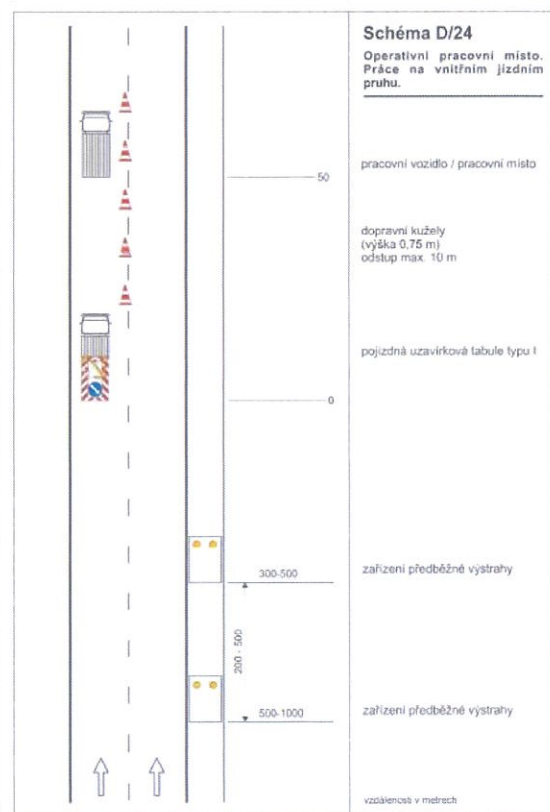 Schéma D/24
Operativní pracovní místo.
Práce na vnitřním jízdním
pruhu.
pracovní vozidlo / pracovní místo
50
dopravní kužely
(výška 0,75 m)
odstup max. 10 m
pojízdná uzavírková tabule typu I
0
300-500
zařízení předběžné výstrahy
200 - 500
500-1000
zařízení předběžné výstrahy
vzdálenosti v metrech